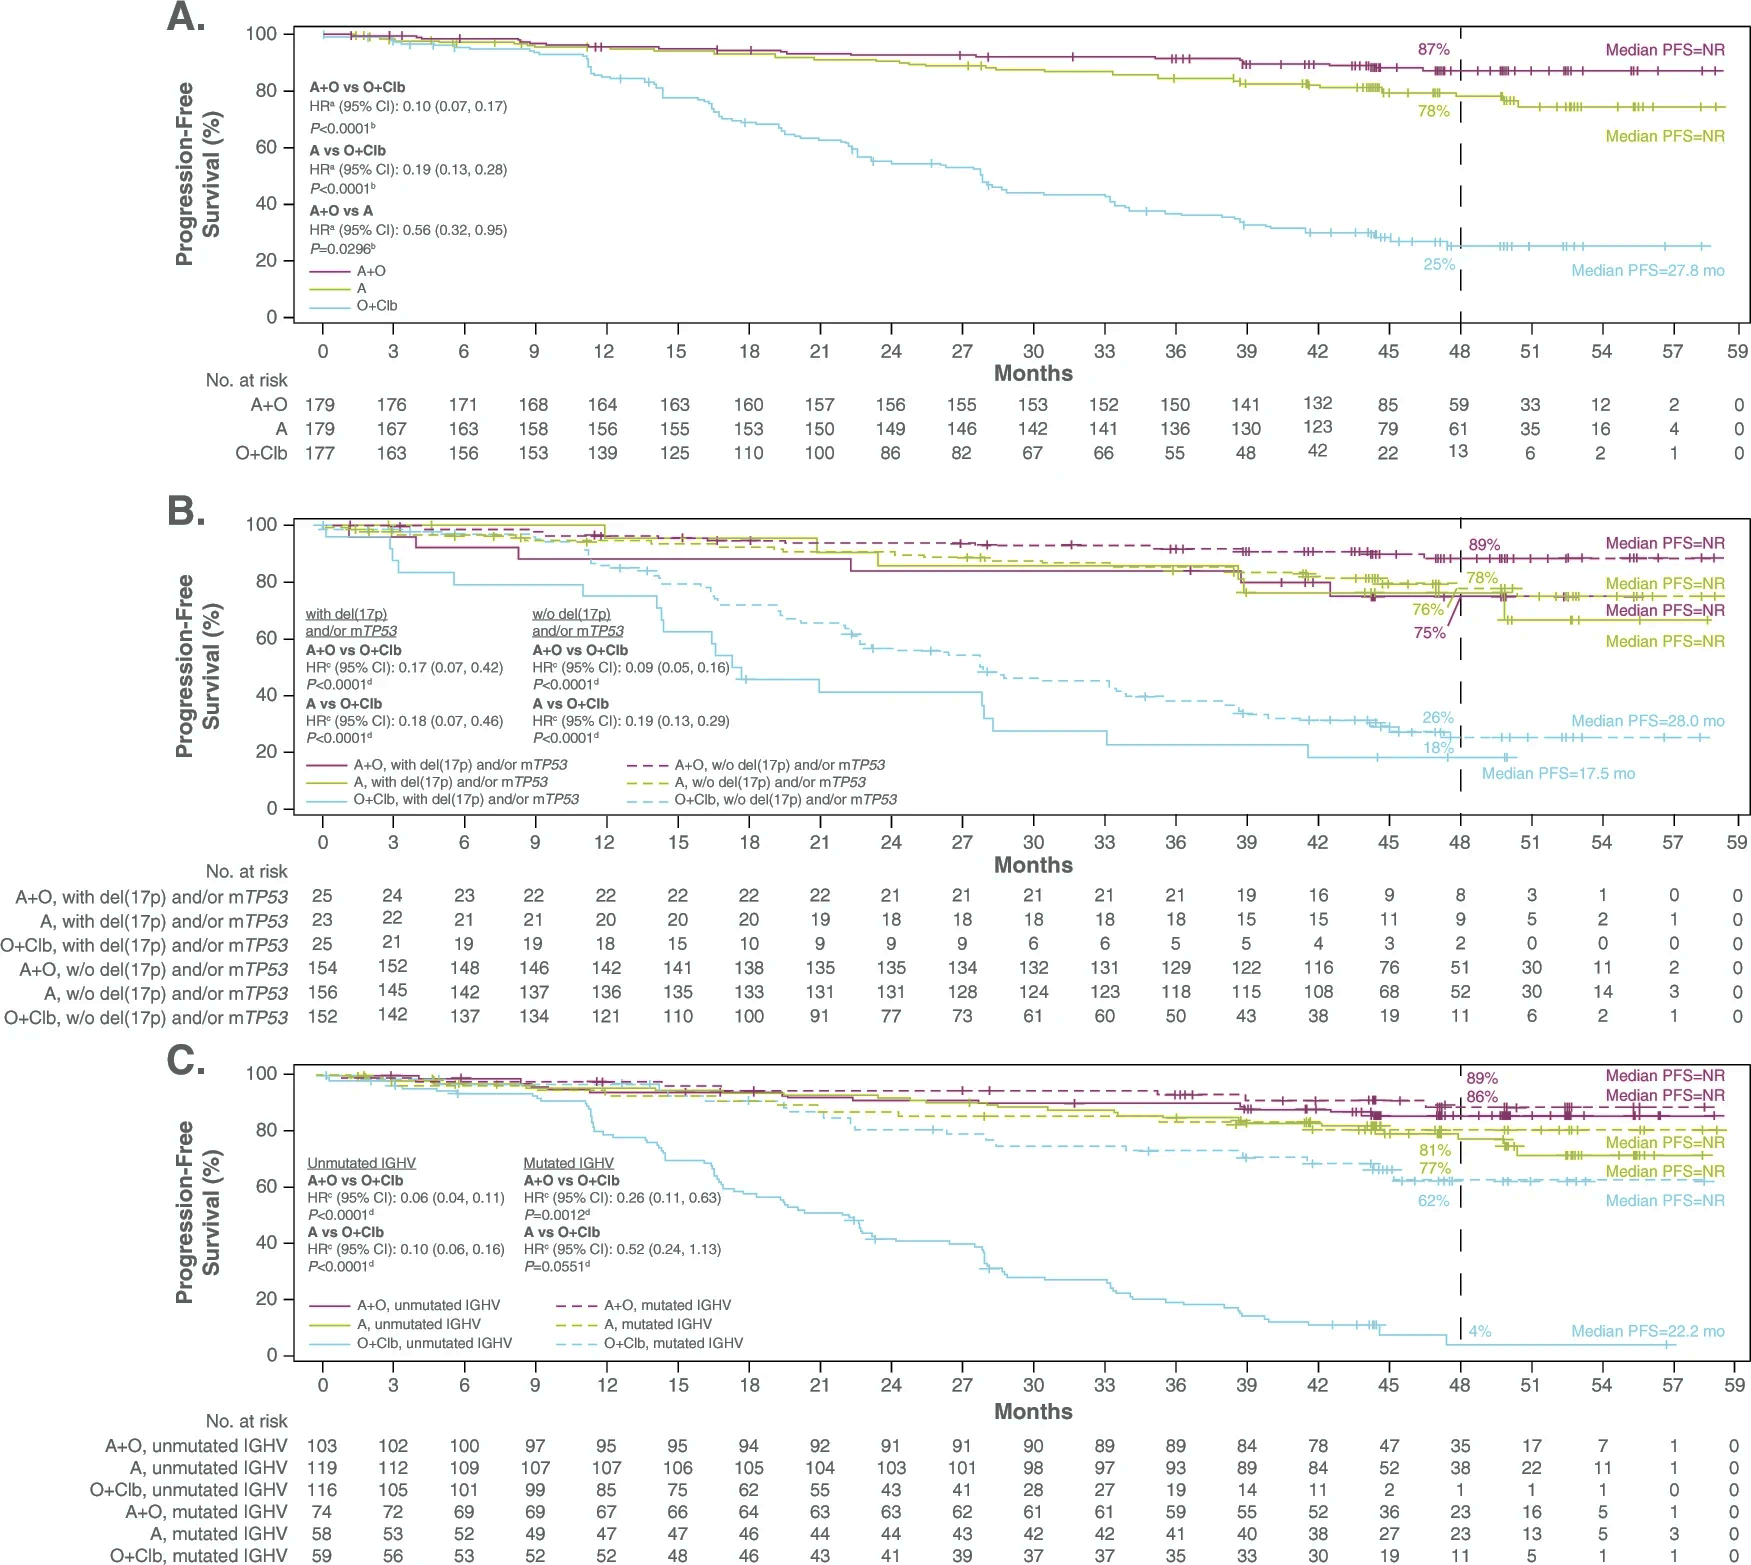 A.
Progression-Free
Survival (%)
100
80
60
40
20
0
A+O vs O+Clb
HRᵃ (95% CI): 0.10 (0.07, 0.17)
P<0.0001ᵇ
A vs O+Clb
HRᵃ (95% CI): 0.19 (0.13, 0.28)
P<0.0001ᵇ
A+O vs A
HRᵃ (95% CI): 0.56 (0.32, 0.95)
P=0.0296ᵇ
A+O
A
O+Clb
87%
Median PFS=NR
78%
Median PFS=NR
25%
Median PFS=27.8 mo
0 3 6 9 12 15 18 21 24 27 30 33 36 39 42 45 48 51 54 57 59
Months
No. at risk
A+O 179 176 171 168 164 163 160 157 156 155 153 152 150 141 132 85 59 33 12 2 0
A 179 167 163 158 156 155 153 150 149 146 142 141 136 130 123 79 61 35 16 4 0
O+Clb 177 163 156 153 139 125 110 100 86 82 67 66 55 48 42 22 13 6 2 1 0
B.
Progression-Free
Survival (%)
100
80
60
40
20
0
with del(17p)
and/or mTP53
A+O vs O+Clb
HRᶜ (95% CI): 0.17 (0.07, 0.42)
P<0.0001ᵈ
A vs O+Clb
HRᶜ (95% CI): 0.18 (0.07, 0.46)
P<0.0001ᵈ
w/o del(17p)
and/or mTP53
A+O vs O+Clb
HRᶜ (95% CI): 0.09 (0.05, 0.16)
P<0.0001ᵈ
A vs O+Clb
HRᶜ (95% CI): 0.19 (0.13, 0.29)
P<0.0001ᵈ
A+O, with del(17p) and/or mTP53
A, with del(17p) and/or mTP53
O+Clb, with del(17p) and/or mTP53
A+O, w/o del(17p) and/or mTP53
A, w/o del(17p) and/or mTP53
O+Clb, w/o del(17p) and/or mTP53
89%
Median PFS=NR
78%
Median PFS=NR
76%
Median PFS=NR
75%
Median PFS=NR
26%
Median PFS=28.0 mo
18%
Median PFS=17.5 mo
0 3 6 9 12 15 18 21 24 27 30 33 36 39 42 45 48 51 54 57 59
Months
No. at risk
A+O, with del(17p) and/or mTP53 25 24 23 22 22 22 22 22 21 21 21 21 21 19 16 9 8 3 1 0 0
A, with del(17p) and/or mTP53 23 22 21 21 20 20 20 19 18 18 18 18 18 15 15 11 9 5 2 1 0
O+Clb, with del(17p) and/or mTP53 25 21 19 19 18 15 10 9 9 9 6 6 5 5 4 3 2 0 0 0 0
A+O, w/o del(17p) and/or mTP53 154 152 148 146 142 141 138 135 135 134 132 131 129 122 116 76 51 30 11 2 0
A, w/o del(17p) and/or mTP53 156 145 142 137 136 135 133 131 131 128 124 123 118 115 108 68 52 30 14 3 0
O+Clb, w/o del(17p) and/or mTP53 152 142 137 134 121 110 100 91 77 73 61 60 50 43 38 19 11 6 2 1 0
C.
Progression-Free
Survival (%)
100
80
60
40
20
0
Unmutated IGHV
A+O vs O+Clb
HRᶜ (95% CI): 0.06 (0.04, 0.11)
P<0.0001ᵈ
A vs O+Clb
HRᶜ (95% CI): 0.10 (0.06, 0.16)
P<0.0001ᵈ
Mutated IGHV
A+O vs O+Clb
HRᶜ (95% CI): 0.26 (0.11, 0.63)
P=0.0012ᵈ
A vs O+Clb
HRᶜ (95% CI): 0.52 (0.24, 1.13)
P=0.0551ᵈ
A+O, unmutated IGHV
A, unmutated IGHV
O+Clb, unmutated IGHV
A+O, mutated IGHV
A, mutated IGHV
O+Clb, mutated IGHV
89%
Median PFS=NR
86%
Median PFS=NR
81%
Median PFS=NR
77%
Median PFS=NR
62%
Median PFS=NR
4%
Median PFS=22.2 mo
0 3 6 9 12 15 18 21 24 27 30 33 36 39 42 45 48 51 54 57 59
Months
No. at risk
A+O, unmutated IGHV 103 102 100 97 95 95 94 92 91 91 90 89 89 84 78 47 35 17 7 1 0
A, unmutated IGHV 119 112 109 107 107 106 105 104 103 101 98 97 93 89 84 52 38 22 11 1 0
O+Clb, unmutated IGHV 116 105 101 99 85 75 62 55 43 41 28 27 19 14 11 2 1 1 1 0 0
A+O, mutated IGHV 74 72 69 69 67 66 64 63 63 62 61 61 59 55 52 36 23 16 5 1 0
A, mutated IGHV 58 53 52 49 47 47 46 44 44 43 42 42 41 40 38 27 23 13 5 3 0
O+Clb, mutated IGHV 59 56 53 52 52 48 46 43 41 39 37 37 35 33 30 19 11 5 1 1 0